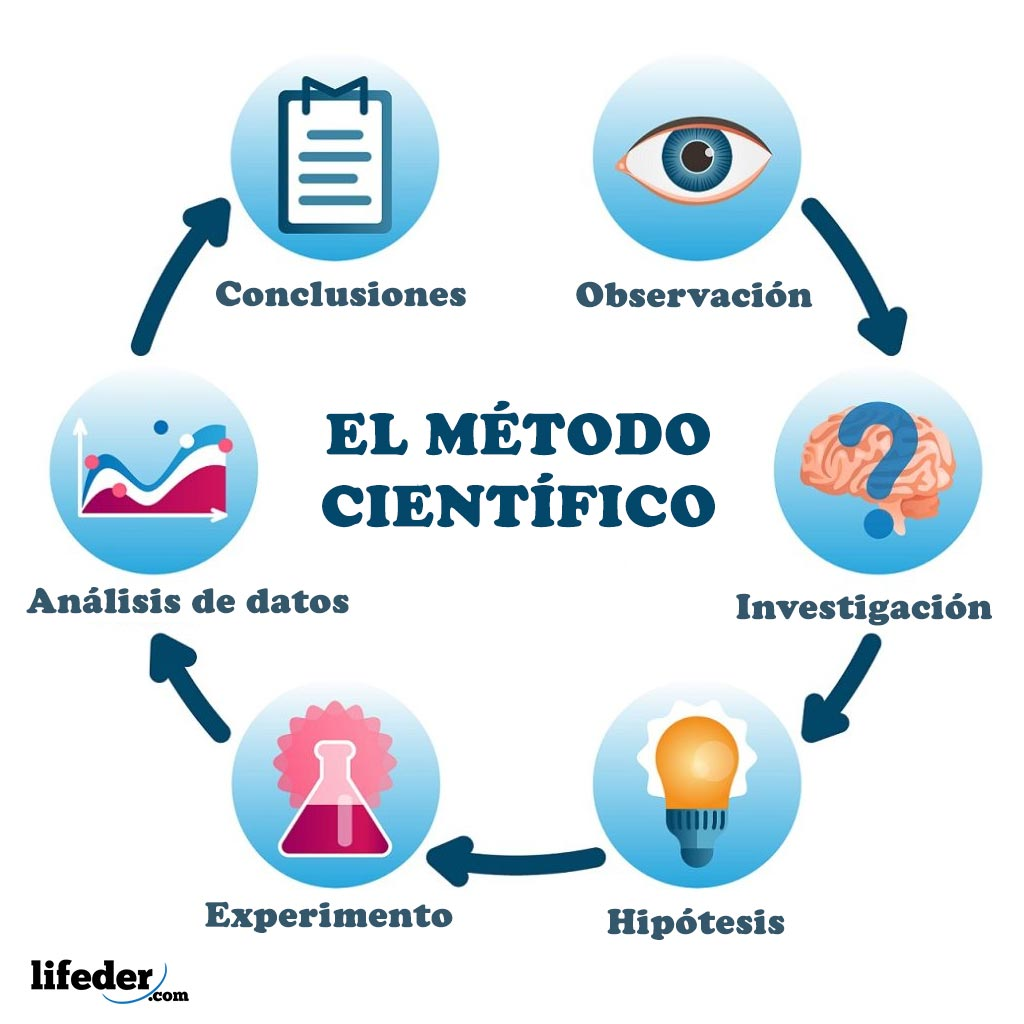 EL MÉTODO
CIENTÍFICO
Observación
Investigación
Hipótesis
Experimento
Análisis de datos
Conclusiones
lifeder
.com